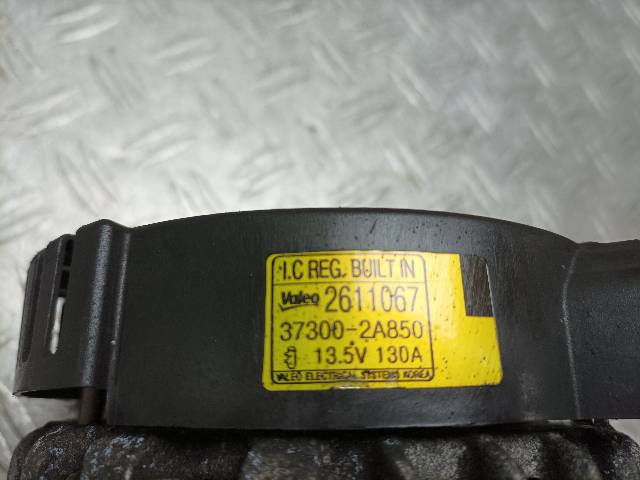 I.C REG. BUILT IN
Valeo 2611067
37300-2A850
13.5V 130A
VALEO ELECTRICAL SYSTEMS KOREA